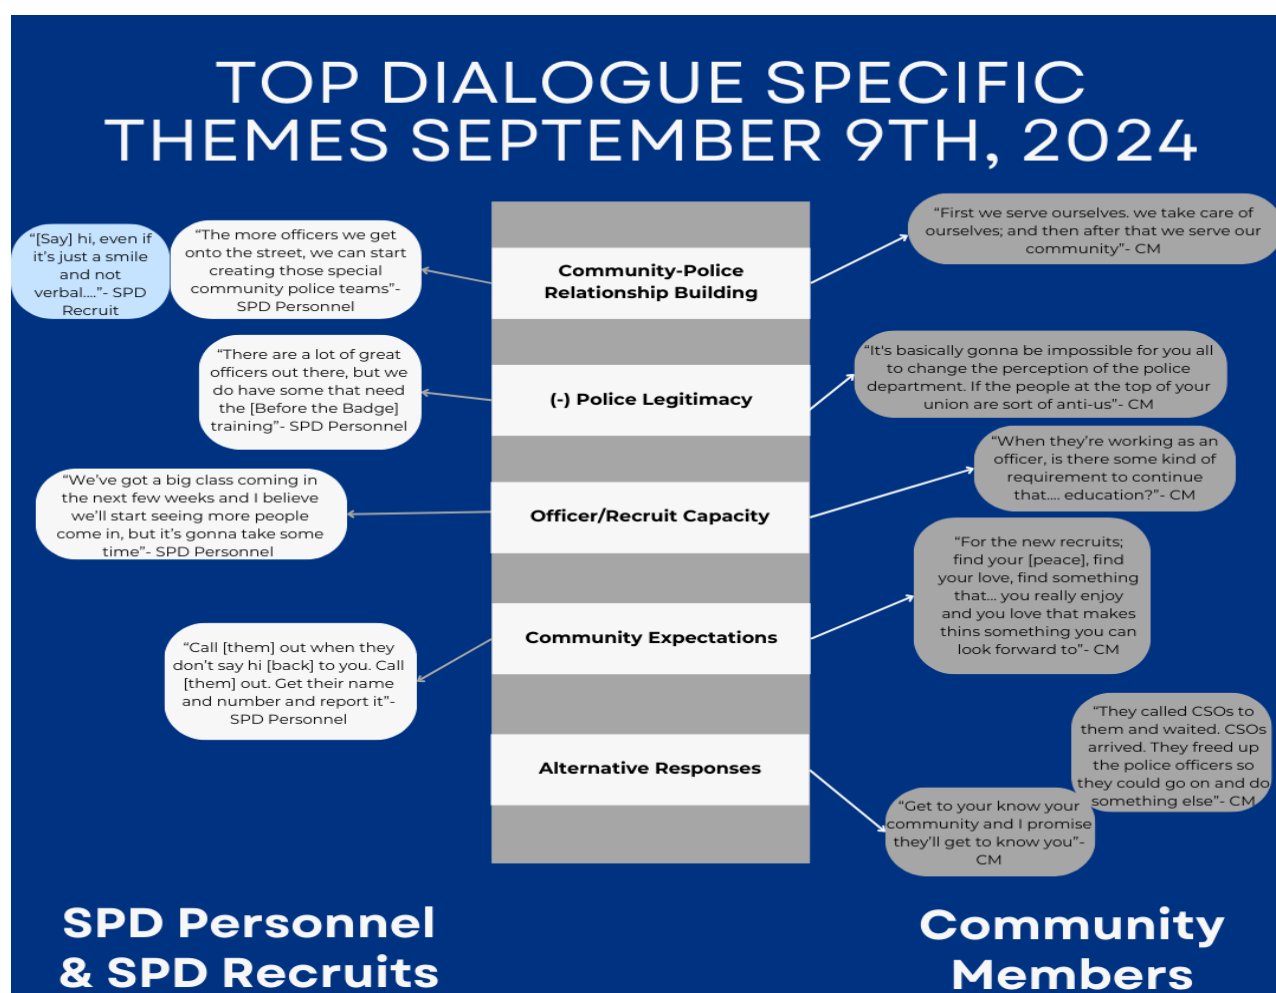 TOP DIALOGUE SPECIFIC
THEMES SEPTEMBER 9TH, 2024
“[Say] hi, even if
it’s just a smile
and not
verbal....”- SPD
Recruit
“The more officers we get
onto the street, we can start
creating those special
community police teams”-
SPD Personnel
Community-Police
Relationship Building
“First we serve ourselves. we take care of
ourselves; and then after that we serve our
community”- CM
“There are a lot of great
officers out there, but we
do have some that need
the [Before the Badge]
training”- SPD Personnel
(-) Police Legitimacy
“It's basically gonna be impossible for you all
to change the perception of the police
department. If the people at the top of your
union are sort of anti-us”- CM
“We’ve got a big class coming in
the next few weeks and I believe
we’ll start seeing more people
come in, but it’s gonna take some
time”- SPD Personnel
Officer/Recruit Capacity
“When they’re working as an
officer, is there some kind of
requirement to continue
that.... education?”- CM
“Call [them] out when they
don’t say hi [back] to you. Call
[them] out. Get their name
and number and report it”-
SPD Personnel
Community Expectations
“For the new recruits;
find your [peace], find
your love, find something
that... you really enjoy
and you love that makes
thins something you can
look forward to”- CM
Alternative Responses
“They called CSOs to
them and waited. CSOs
arrived. They freed up
the police officers so
they could go on and do
something else”- CM
“Get to your know your
community and I promise
they’ll get to know you”-
CM
SPD Personnel
& SPD Recruits
Community
Members